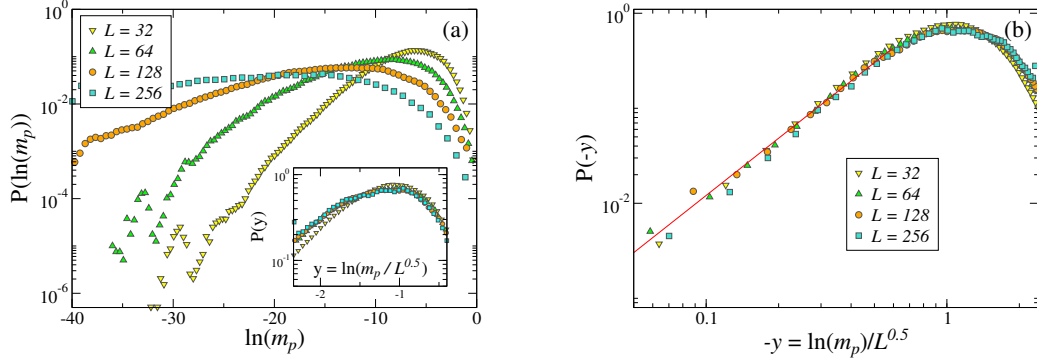 (a)
L = 32
L = 64
L = 128
L = 256
P(ln(m_p))
10^0
10^-2
10^-4
10^-6
-40
-30
-20
-10
0
ln(m_p)
P(y)
10^0
10^-1
-2
-1
y = ln(m_p / L^0.5)
(b)
P(-y)
10^0
10^-2
L = 32
L = 64
L = 128
L = 256
0.1
1
-y = ln(m_p)/L^0.5